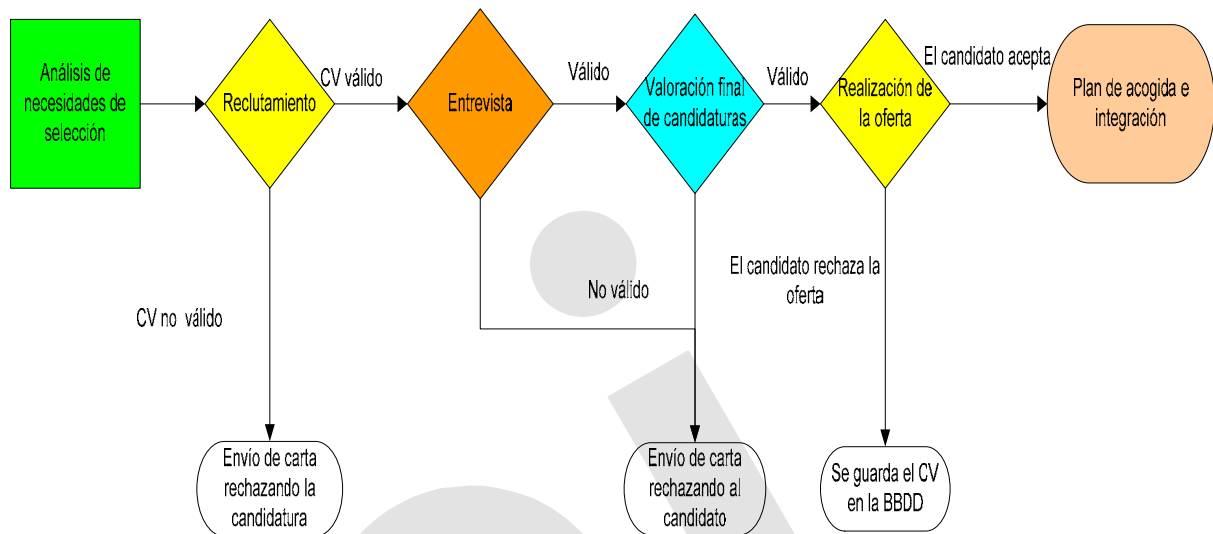 Análisis de
necesidades de
selección
Reclutamiento
CV válido
Entrevista
Válido
Valoración final
de candidaturas
Válido
Realización de
la oferta
El candidato acepta
Plan de acogida e
integración
CV no válido
No válido
El candidato rechaza la
oferta
Envío de carta
rechazando la
candidatura
Envío de carta
rechazando al
candidato
Se guarda el CV
en la BBDD